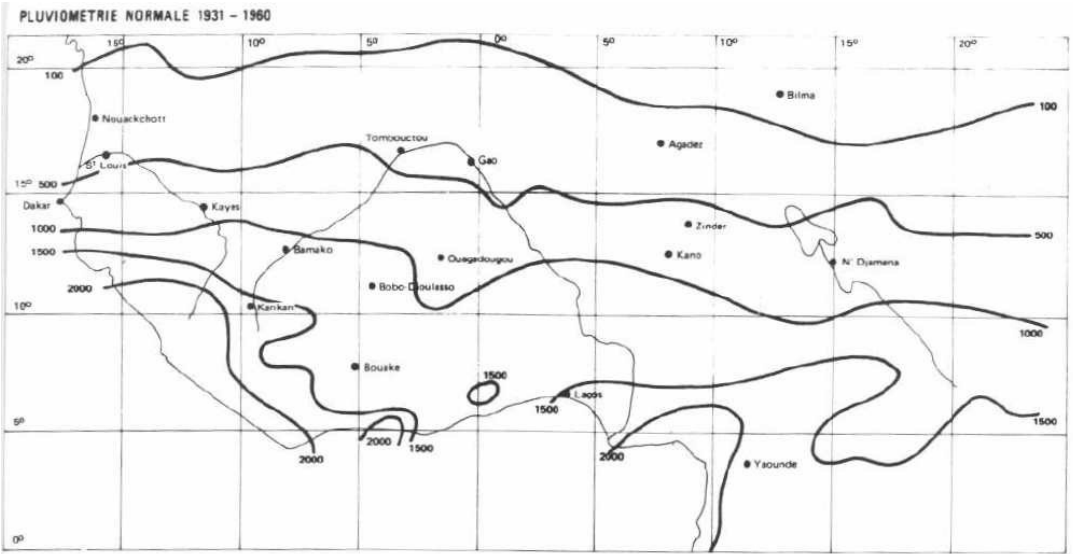 PLUVIOMETRIE NORMALE 1931 – 1960
15° 10° 5° 0° 5° 15° 20°
20°
100
Bilma
100
Nouackchott
Tombouctou
Agadez
St Louis
Gao
15° 500
Dakar
Kayes
1000
Zinder
500
1500
Bamako
Ouagadougou
Kano
N' Djamena
2000
Bobo-Dioulasso
Kankan
10°
1000
Bouake
1500
Lagos
1500
1500
5°
2000
1500
2000
2000
Yaounde
10°
0°